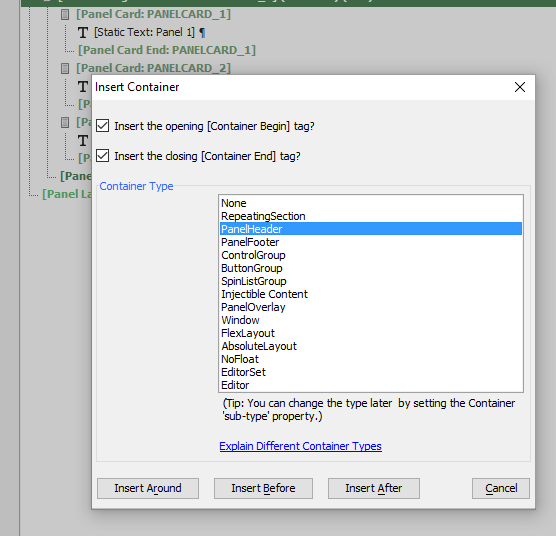 [Panel Card: PANELCARD_1]
T [Static Text: Panel 1] ¶
[Panel Card End: PANELCARD_1]
[Panel Card: PANELCARD_2]
T
[P
[Pa
T
[P
[Pane
[Panel La
Insert Container
Insert the opening [Container Begin] tag?
Insert the closing [Container End] tag?
Container Type
None
RepeatingSection
PanelHeader
PanelFooter
ControlGroup
ButtonGroup
SpinListGroup
Injectible Content
PanelOverlay
Window
FlexLayout
AbsoluteLayout
NoFloat
EditorSet
Editor
(Tip: You can change the type later by setting the Container
'sub-type' property.)
Explain Different Container Types
Insert Around
Insert Before
Insert After
Cancel